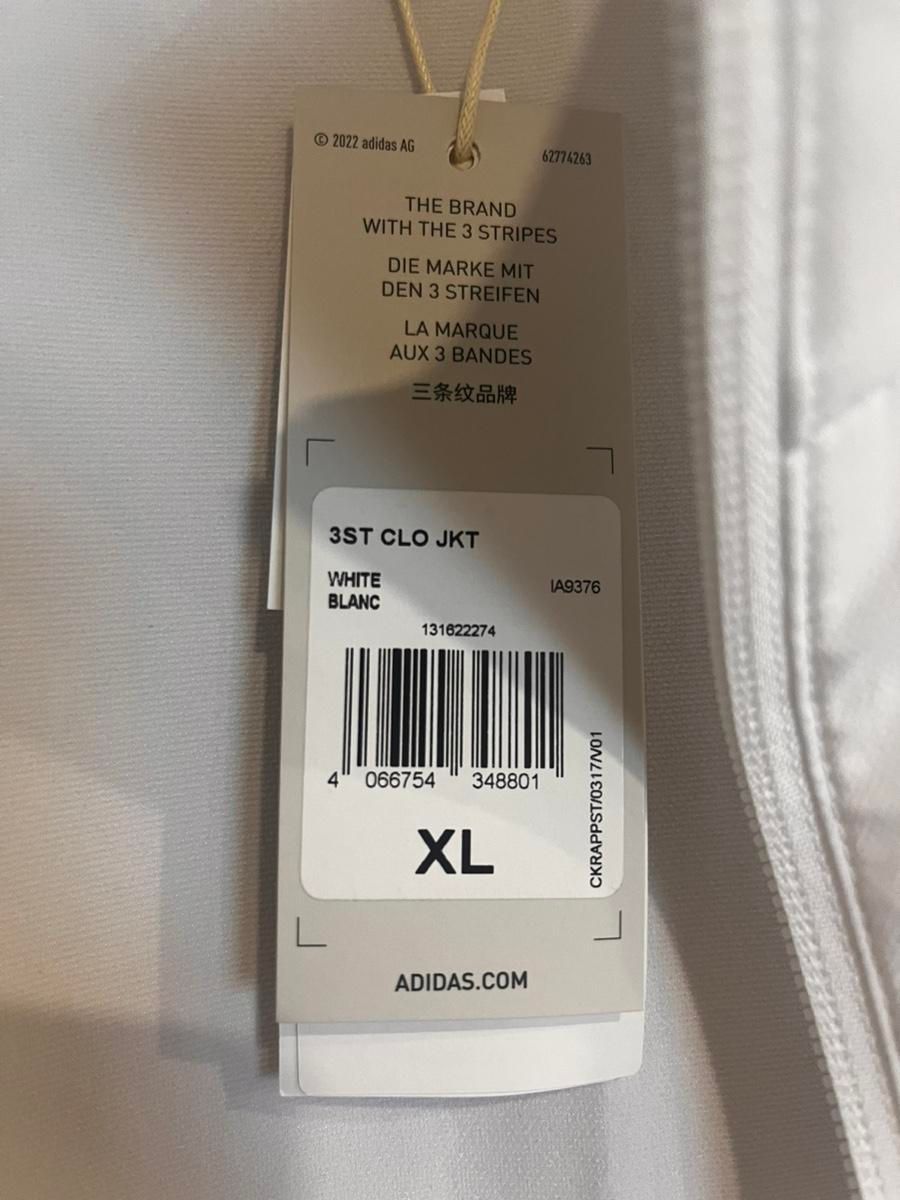 © 2022 adidas AG
62774263
THE BRAND
WITH THE 3 STRIPES
DIE MARKE MIT
DEN 3 STREIFEN
LA MARQUE
AUX 3 BANDES
三条纹品牌
3ST CLO JKT
WHITE
BLANC
IA9376
131622274
4 066754 348801
XL
CKRAPPST/0317/V01
ADIDAS.COM